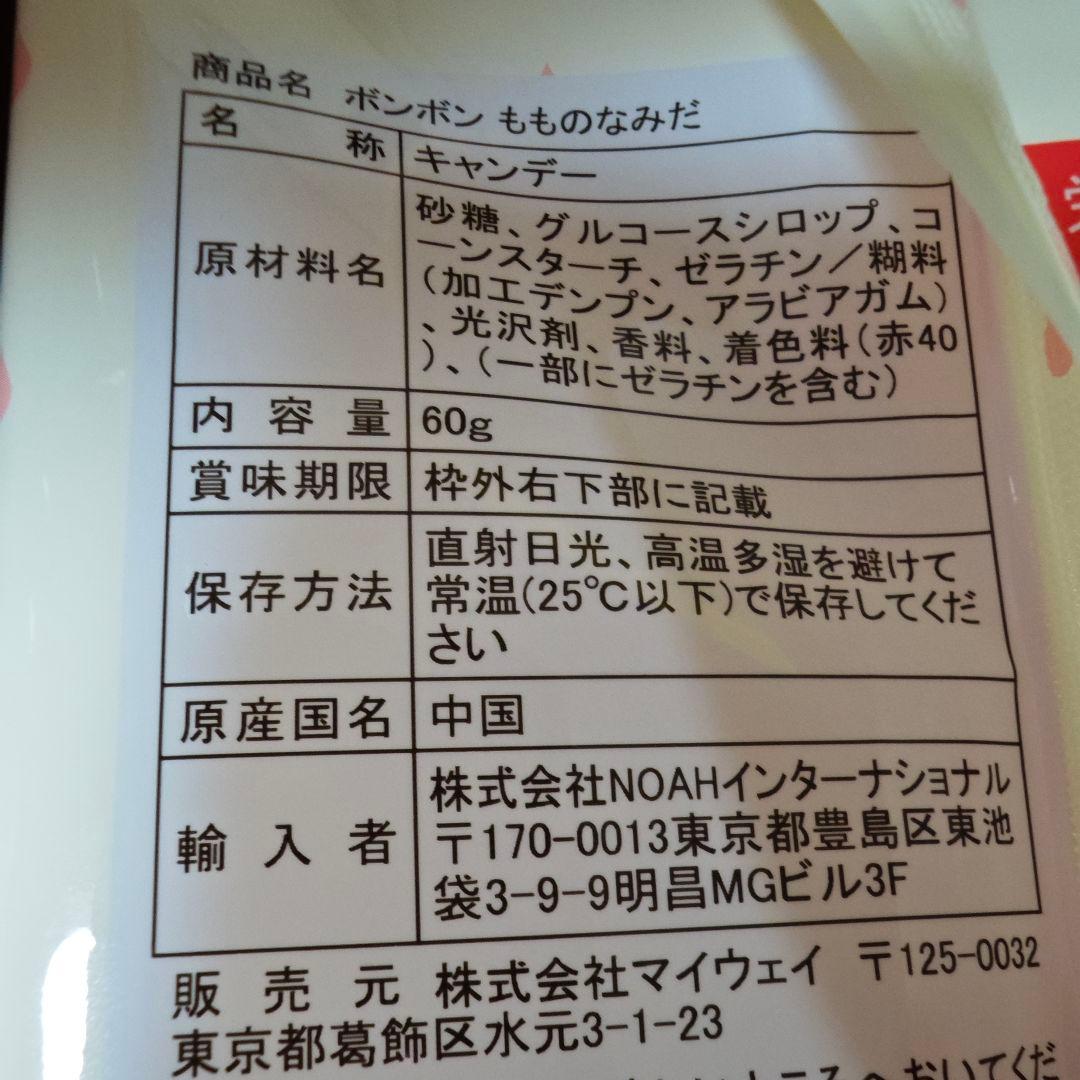 商品名 ボンボン もものなみだ
名称 キャンデー
原材料名 砂糖、グルコースシロップ、コ
ーンスターチ、ゼラチン／糊料
(加工デンプン、アラビアガム)
、光沢剤、香料、着色料(赤40
)、(一部にゼラチンを含む)
内容量 60g
賞味期限 枠外右下部に記載
保存方法 直射日光、高温多湿を避けて
常温(25℃以下)で保存してくだ
さい
原産国名 中国
輸入者 株式会社NOAHインターナショナル
〒170-0013東京都豊島区東池
袋3-9-9明昌MGビル3F
販売元 株式会社マイウェイ 〒125-0032
東京都葛飾区水元3-1-23
へおいてくだ